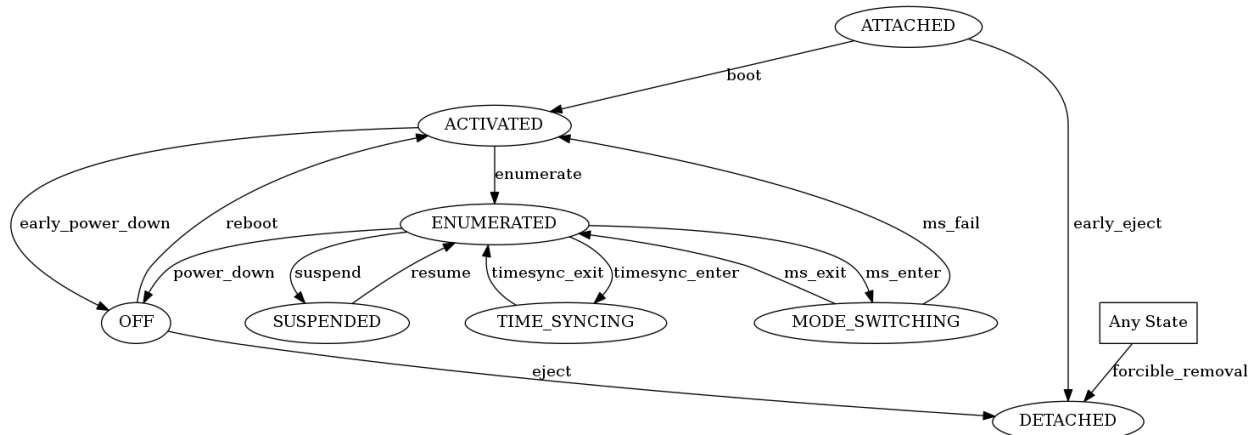 ATTACHED
boot
ACTIVATED
enumerate
early_power_down
reboot
ENUMERATED
ms_fail
early_eject
power_down
suspend
resume
timesync_exit
timesync_enter
ms_exit
ms_enter
OFF
SUSPENDED
TIME_SYNCING
MODE_SWITCHING
Any State
eject
forcible_removal
DETACHED